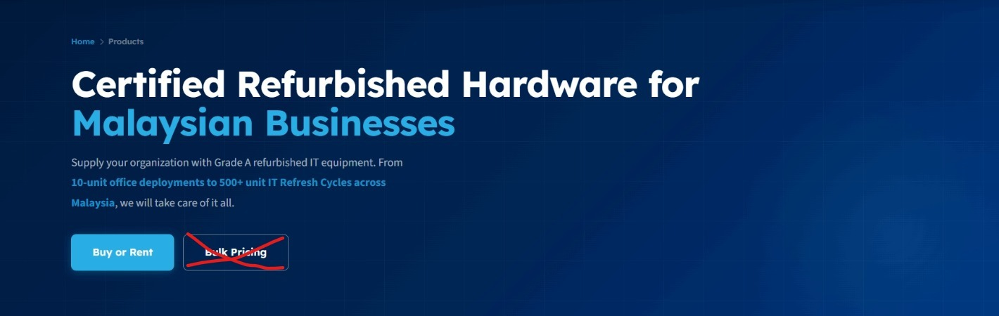 Home > Products
Certified Refurbished Hardware for
Malaysian Businesses
Supply your organization with Grade A refurbished IT equipment. From
10-unit office deployments to 500+ unit IT Refresh Cycles across
Malaysia, we will take care of it all.
Buy or Rent
Bulk Pricing